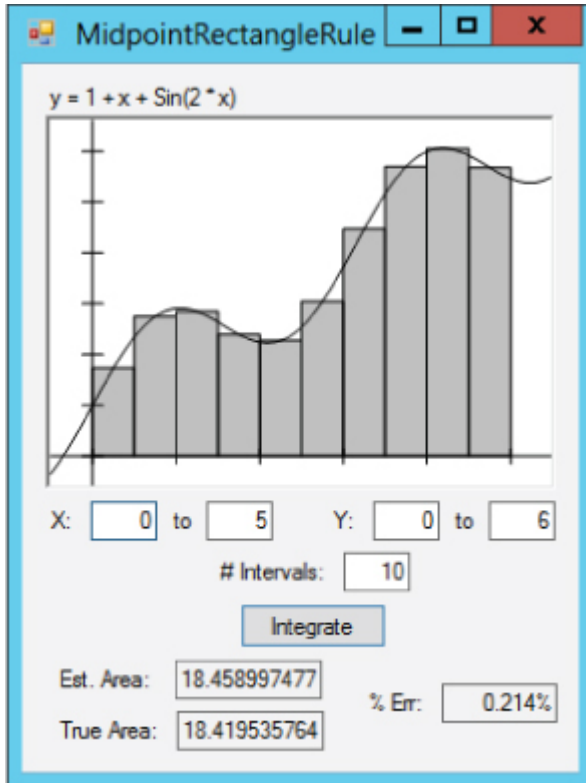 MidpointRectangleRule
y = 1 + x + Sin(2 * x)
X: 0 to 5 Y: 0 to 6
# Intervals: 10
Integrate
Est. Area: 18.458997477
% Err: 0.214%
True Area: 18.419535764